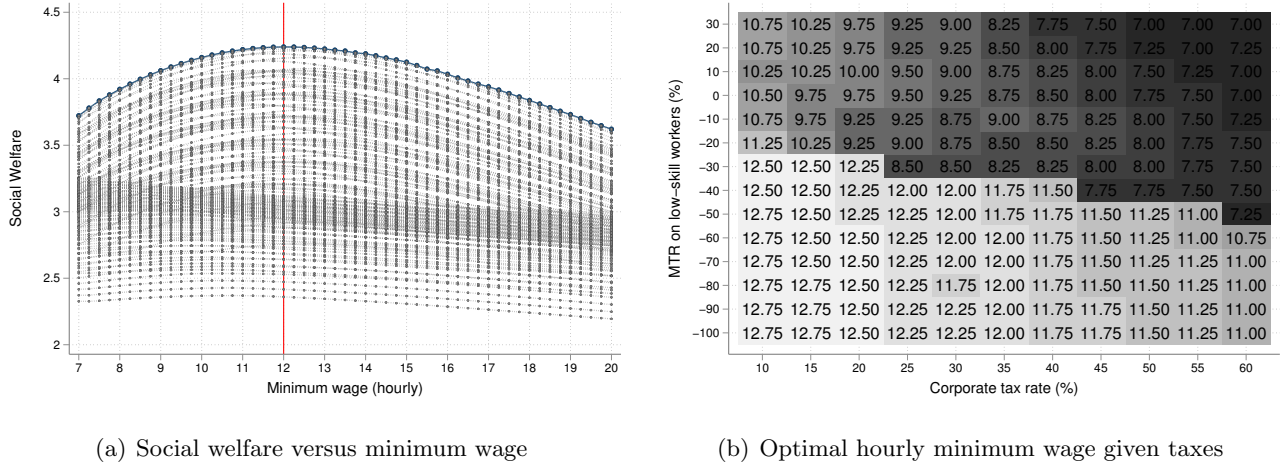 4.5
4
3.5
3
2.5
2
Social Welfare
7 8 9 10 11 12 13 14 15 16 17 18 19 20
Minimum wage (hourly)
(a) Social welfare versus minimum wage
MTR on low−skill workers (%)
30 10.75 10.25 9.75 9.25 9.00 8.25 7.75 7.50 7.00 7.00 7.00
20 10.75 10.25 9.75 9.25 9.25 8.50 8.00 7.75 7.25 7.00 7.25
10 10.25 10.25 10.00 9.50 9.00 8.75 8.25 8.00 7.50 7.25 7.00
0 10.50 9.75 9.75 9.50 9.25 8.75 8.50 8.00 7.75 7.50 7.00
−10 10.75 9.75 9.25 9.25 8.75 9.00 8.75 8.25 8.00 7.50 7.25
−20 11.25 10.25 9.25 9.00 8.75 8.50 8.50 8.25 7.75 7.75 7.25
−30 12.50 12.50 12.25 8.50 8.50 8.25 8.25 8.00 8.00 7.75 7.50
−40 12.50 12.50 12.25 12.00 12.00 11.75 11.50 7.75 7.75 7.50 7.50
−50 12.75 12.50 12.25 12.25 12.00 11.75 11.75 11.50 11.25 11.00 7.25
−60 12.75 12.50 12.50 12.25 12.00 12.00 11.75 11.50 11.25 11.00 10.75
−70 12.75 12.50 12.50 12.25 12.00 12.00 11.75 11.50 11.50 11.25 11.00
−80 12.75 12.75 12.50 12.25 11.75 12.00 11.75 11.50 11.50 11.25 11.00
−90 12.75 12.75 12.50 12.25 12.25 12.00 11.75 11.75 11.50 11.25 11.00
−100 12.75 12.75 12.50 12.25 12.25 12.00 11.75 11.75 11.50 11.25 11.00
10 15 20 25 30 35 40 45 50 55 60
Corporate tax rate (%)
(b) Optimal hourly minimum wage given taxes